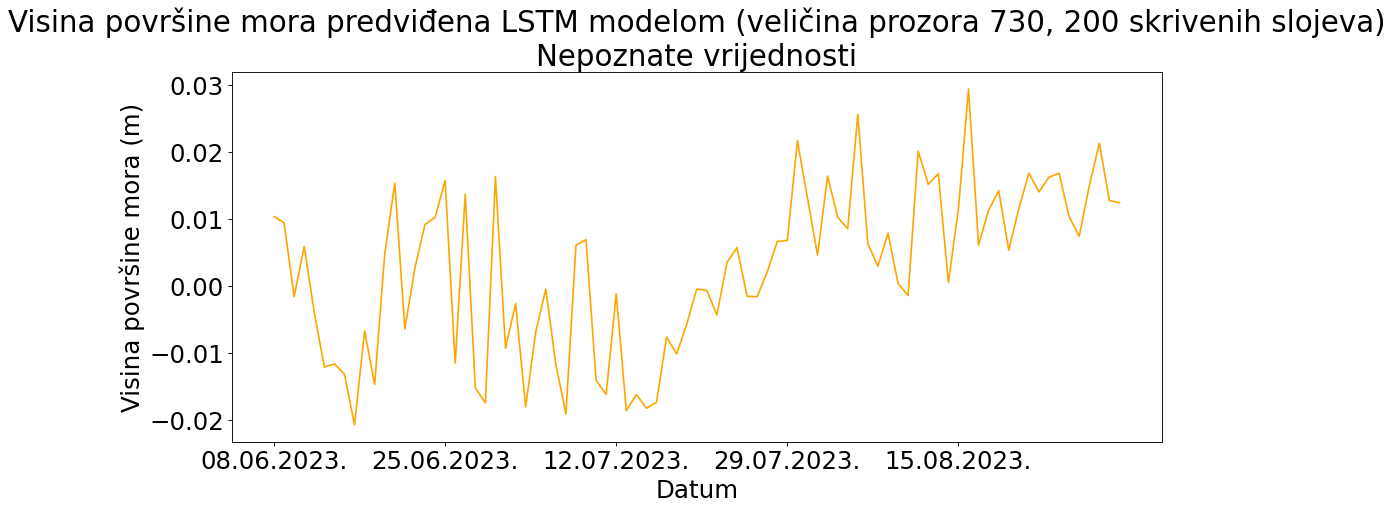 Visina površine mora predviđena LSTM modelom (veličina prozora 730, 200 skrivenih slojeva)
Nepoznate vrijednosti
Visina površine mora (m)
0.03
0.02
0.01
0.00
−0.01
−0.02
08.06.2023. 25.06.2023. 12.07.2023. 29.07.2023. 15.08.2023.
Datum